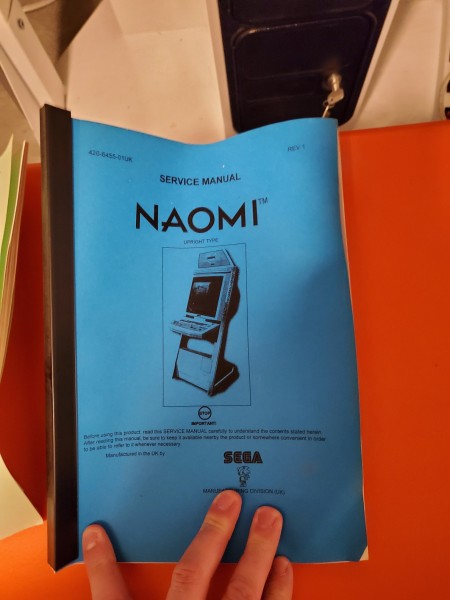 420-6455-01UK
REV 1
SERVICE MANUAL
NAOMI™
UPRIGHT TYPE
STOP
IMPORTANT!
Before using this product, read this SERVICE MANUAL carefully to understand the contents stated herein.
After reading this manual, be sure to keep it available nearby the product or somewhere convenient in order
to be able to refer to it whenever necessary.
Manufactured in the UK by
SEGA
DIVISION (UK)